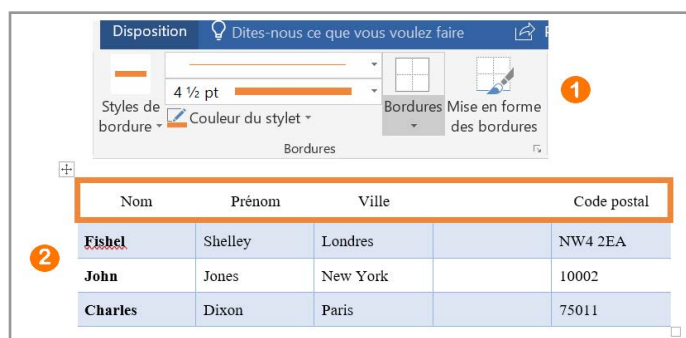 Disposition Dites-nous ce que vous voulez faire
4 ½ pt
Styles de bordure
Couleur du stylet
Bordures
Mise en forme des bordures
Bordures
1
Nom Prénom Ville Code postal
2
Fishel Shelley Londres NW4 2EA
John Jones New York 10002
Charles Dixon Paris 75011